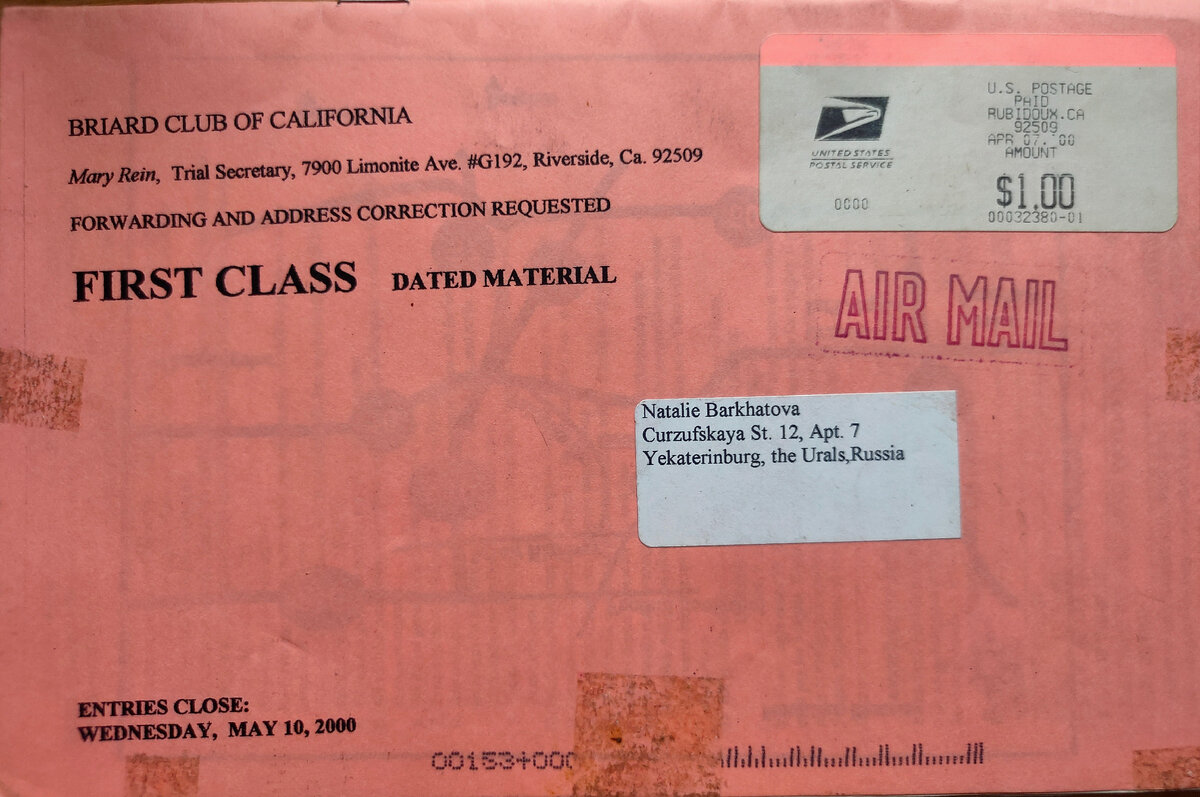 BRIARD CLUB OF CALIFORNIA
Mary Rein, Trial Secretary, 7900 Limonite Ave. #G192, Riverside, Ca. 92509
FORWARDING AND ADDRESS CORRECTION REQUESTED
FIRST CLASS DATED MATERIAL
UNITED STATES
POSTAL SERVICE
0000
U.S. POSTAGE
PAID
RUBIDOUX.CA
92509
APR 07.'00
AMOUNT
$1.00
00032380-01
AIR MAIL
Natalie Barkhatova
Curzufskaya St. 12, Apt. 7
Yekaterinburg, the Urals,Russia
ENTRIES CLOSE:
WEDNESDAY, MAY 10, 2000